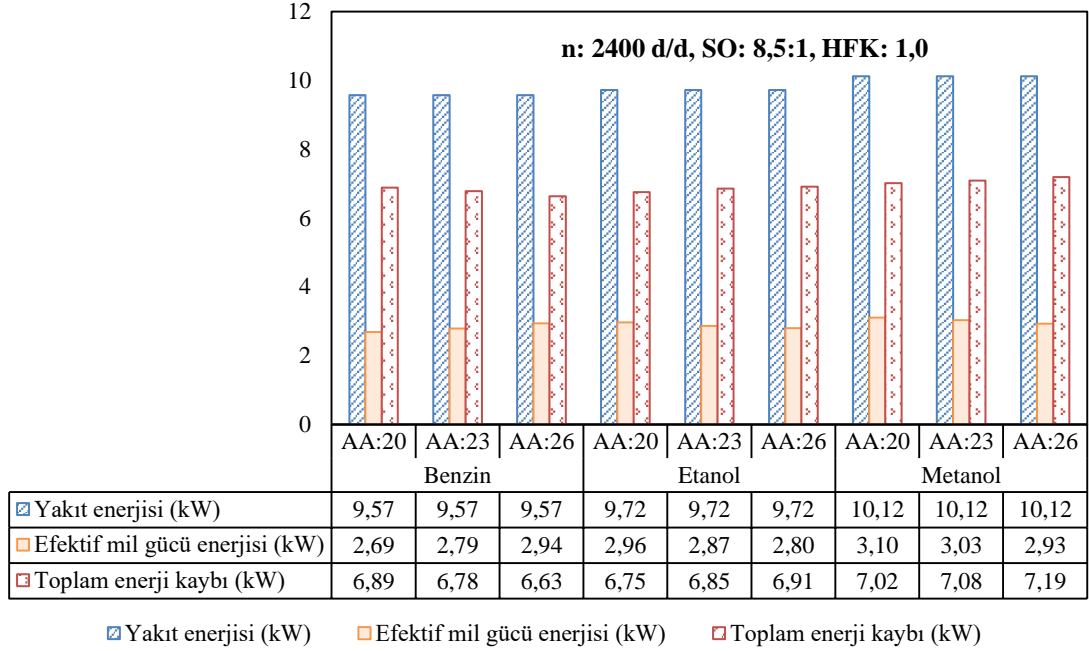 12
n: 2400 d/d, SO: 8,5:1, HFK: 1,0
10
8
6
4
2
0
AA:20 AA:23 AA:26 AA:20 AA:23 AA:26 AA:20 AA:23 AA:26
Benzin Etanol Metanol
Yakıt enerjisi (kW) 9,57 9,57 9,57 9,72 9,72 9,72 10,12 10,12 10,12
Efektif mil gücü enerjisi (kW) 2,69 2,79 2,94 2,96 2,87 2,80 3,10 3,03 2,93
Toplam enerji kaybı (kW) 6,89 6,78 6,63 6,75 6,85 6,91 7,02 7,08 7,19
Yakıt enerjisi (kW) Efektif mil gücü enerjisi (kW) Toplam enerji kaybı (kW)